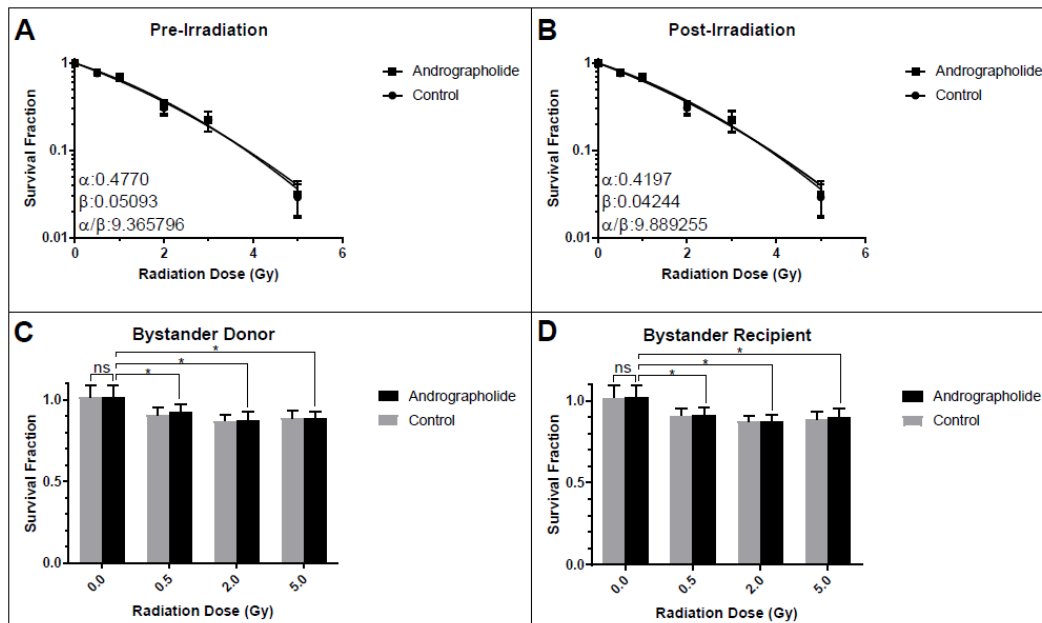 A
Pre-Irradiation
1
0.1
0.01
Survival Fraction
α:0.4770
β:0.05093
α/β:9.365796
0
2
4
6
Radiation Dose (Gy)
Andrographolide
Control
B
Post-Irradiation
1
0.1
0.01
Survival Fraction
α:0.4197
β:0.04244
α/β:9.889255
0
2
4
6
Radiation Dose (Gy)
Andrographolide
Control
C
Bystander Donor
*
*
ns
*
1.0
0.5
0.0
Survival Fraction
0.0
0.5
2.0
5.0
Radiation Dose (Gy)
Andrographolide
Control
D
Bystander Recipient
*
*
ns
*
1.0
0.5
0.0
Survival Fraction
0.0
0.5
2.0
5.0
Radiation Dose (Gy)
Andrographolide
Control